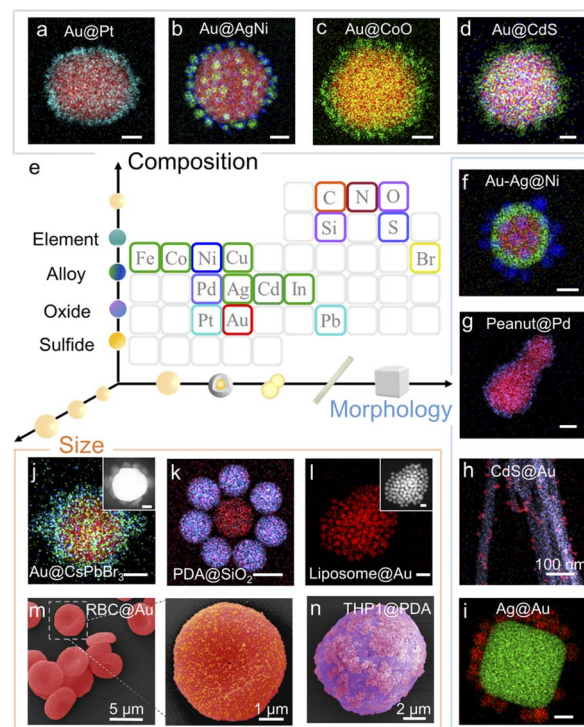 a
Au@Pt
b
Au@AgNi
c
Au@CoO
d
Au@CdS
e
Composition
Element
Alloy
Oxide
Sulfide
C N O
Si S
Fe Co Ni Cu Br
Pd Ag Cd In
Pt Au Pb
Morphology
Size
f
Au-Ag@Ni
g
Peanut@Pd
h
CdS@Au
100 nm
i
Ag@Au
j
Au@CsPbBr₃
k
PDA@SiO₂
l
Liposome@Au
m
RBC@Au
5 μm
1 μm
n
THP1@PDA
2 μm